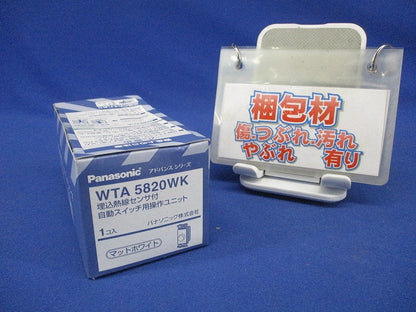 Panasonic アドバンスシリーズ
WTA 5820WK
埋込熱線センサ付
自動スイッチ用操作ユニット
1コ入 パナソニック株式会社
マットホワイト
梱包材
傷つぶれ汚れ
やぶれ 有り